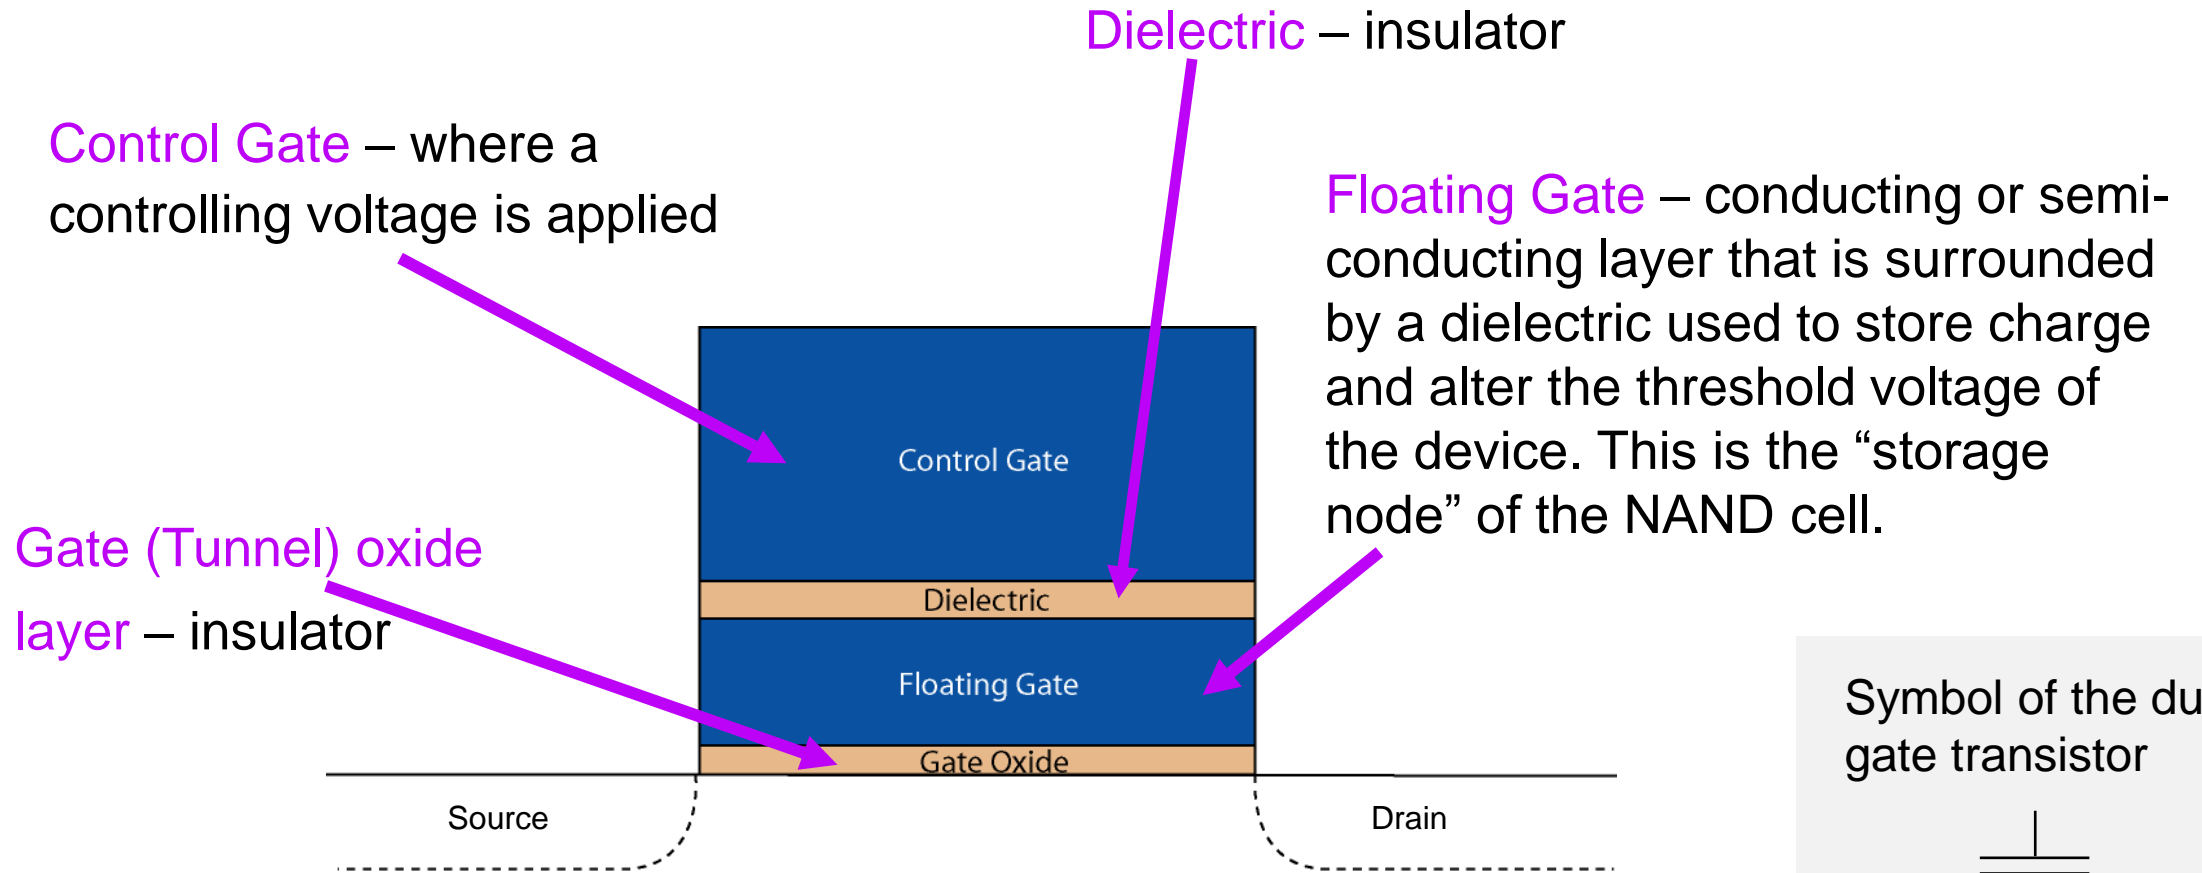 Dielectric – insulator
Control Gate – where a
controlling voltage is applied
Floating Gate – conducting or semi-
conducting layer that is surrounded
by a dielectric used to store charge
and alter the threshold voltage of
the device. This is the “storage
node” of the NAND cell.
Gate (Tunnel) oxide
layer – insulator
Control Gate
Dielectric
Floating Gate
Gate Oxide
Source
Drain
Symbol of the du
gate transistor